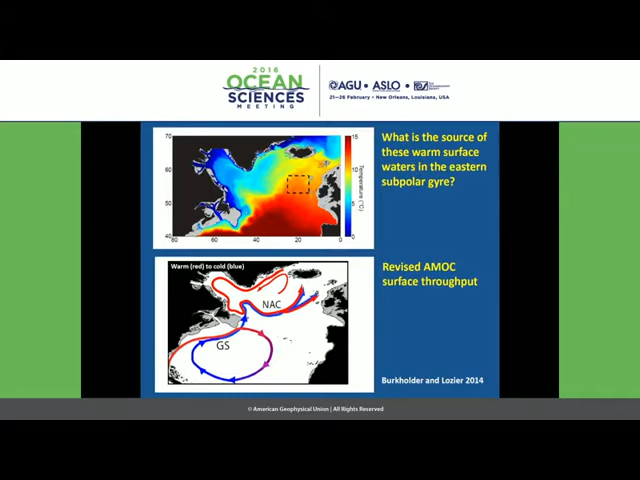 2016
OCEAN
SCIENCES
MEETING
AGU • ASLO •
21–26 February • New Orleans, Louisiana, USA
What is the source of
these warm surface
waters in the eastern
subpolar gyre?
70
60
50
40
80
60
40
20
0
15
10
5
0
Temperature (°C)
Warm (red) to cold (blue)
NAC
GS
Revised AMOC
surface throughput
Burkholder and Lozier 2014
© American Geophysical Union | All Rights Reserved